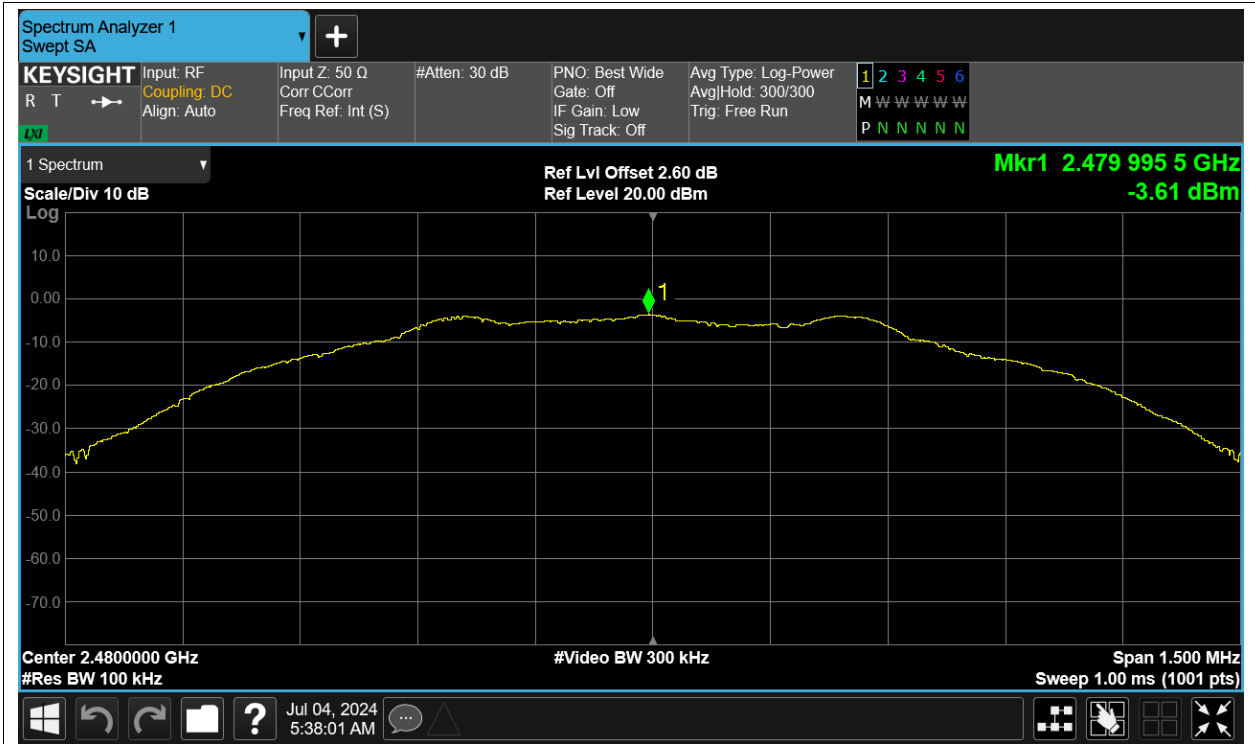 Spectrum Analyzer 1
Swept SA
+
KEYSIGHT
R T
LXI
Input: RF
Coupling: DC
Align: Auto
Input Z: 50 Ω
Corr CCorr
Freq Ref: Int (S)
#Atten: 30 dB
PNO: Best Wide
Gate: Off
IF Gain: Low
Sig Track: Off
Avg Type: Log-Power
Avg|Hold: 300/300
Trig: Free Run
1 2 3 4 5 6
M W W W W W
P N N N N N
1 Spectrum
Scale/Div 10 dB
Log
Ref Lvl Offset 2.60 dB
Ref Level 20.00 dBm
Mkr1 2.479 995 5 GHz
-3.61 dBm
10.0
0.00
1
-10.0
-20.0
-30.0
-40.0
-50.0
-60.0
-70.0
Center 2.4800000 GHz
#Video BW 300 kHz
Span 1.500 MHz
#Res BW 100 kHz
Sweep 1.00 ms (1001 pts)
?
Jul 04, 2024
5:38:01 AM